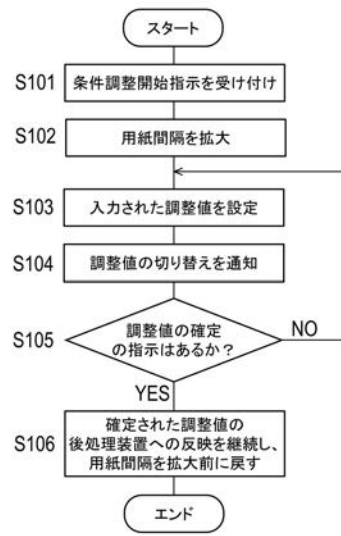 スタート
S101
条件調整開始指示を受け付け
S102
用紙間隔を拡大
S103
入力された調整値を設定
S104
調整値の切り替えを通知
S105
調整値の確定
の指示はあるか？
NO
YES
S106
確定された調整値の
後処理装置への反映を継続し、
用紙間隔を拡大前に戻す
エンド